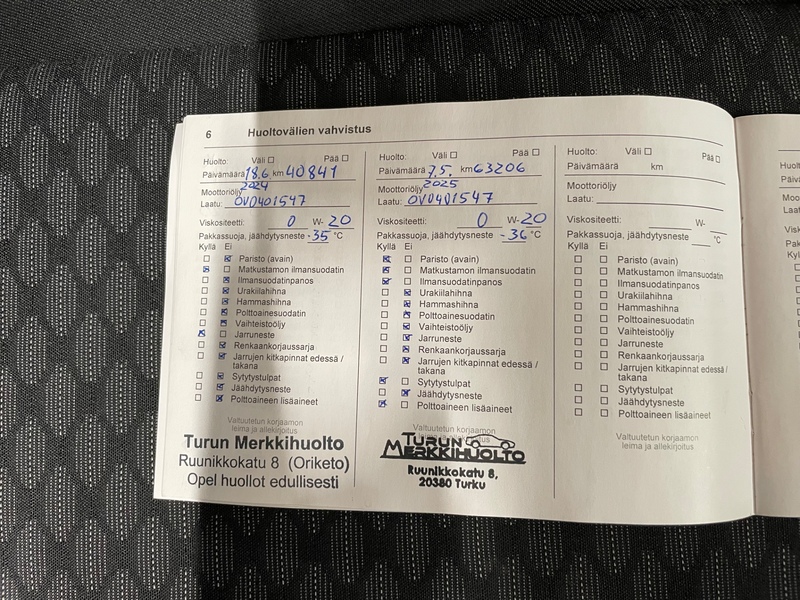 6 Huoltovälien vahvistus
Huolto: Väli ☐ Pää ☐
Päivämäärä 18.6. km 40841
2024
Moottoriöljy
Laatu: OV0401547
Viskositeetti: 0 W- 20
Pakkassuoja, jäähdytysneste -35 °C
Kyllä Ei
Paristo (avain)
Matkustamon ilmansuodatin
Ilmansuodatinpanos
Urakiilahihna
Hammashihna
Polttoainesuodatin
Vaihteistoöljy
Jarruneste
Renkaankorjaussarja
Jarrujen kitkapinnat edessä /
takana
Sytytystulpat
Jäähdytysneste
Polttoaineen lisäaineet
Valtuutetun korjaamon
leima ja allekirjoitus
Turun Merkkihuolto
Ruunikkokatu 8 (Oriketo)
Opel huollot edullisesti
Huolto: Väli ☐ Pää ☐
Päivämäärä 7.5. km 63206
2025
Moottoriöljy
Laatu: OV0401547
Viskositeetti: 0 W- 20
Pakkassuoja, jäähdytysneste -36 °C
Kyllä Ei
Paristo (avain)
Matkustamon ilmansuodatin
Ilmansuodatinpanos
Urakiilahihna
Hammashihna
Polttoainesuodatin
Vaihteistoöljy
Jarruneste
Renkaankorjaussarja
Jarrujen kitkapinnat edessä /
takana
Sytytystulpat
Jäähdytysneste
Polttoaineen lisäaineet
Valtuutetun korjaamon
Turun
Merkkihuolto
Ruunikkokatu 8,
20380 Turku
Huolto: Väli ☐ Pää ☐
Päivämäärä km
Moottoriöljy
Laatu:
Viskositeetti: W-
Pakkassuoja, jäähdytysneste °C
Kyllä Ei
Paristo (avain)
Matkustamon ilmansuodatin
Ilmansuodatinpanos
Urakiilahihna
Hammashihna
Polttoainesuodatin
Vaihteistoöljy
Jarruneste
Renkaankorjaussarja
Jarrujen kitkapinnat edessä /
takana
Sytytystulpat
Jäähdytysneste
Polttoaineen lisäaineet
Valtuutetun korjaamon
leima ja allekirjoitus